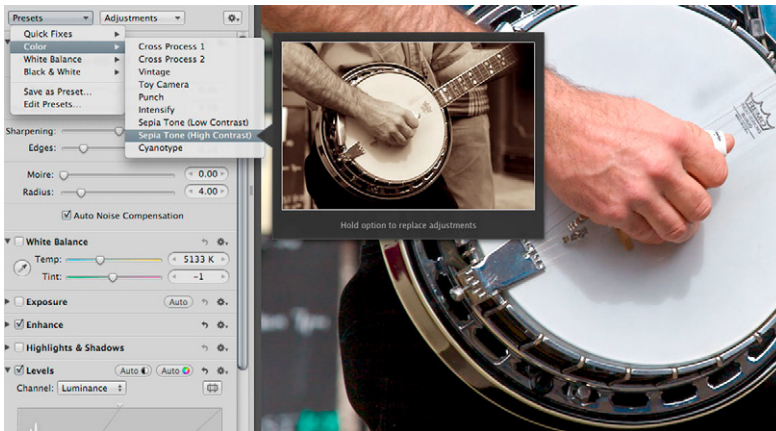 Presets
Adjustments
Quick Fixes
Color
White Balance
Black & White
Save as Preset...
Edit Presets...
Cross Process 1
Cross Process 2
Vintage
Toy Camera
Punch
Intensify
Sepia Tone (Low Contrast)
Sepia Tone (High Contrast)
Cyanotype
Hold option to replace adjustments
Sharpening:
Edges:
Moire: 0.00
Radius: 4.00
Auto Noise Compensation
White Balance
Temp: 5133 K
Tint: -1
Exposure Auto
Enhance
Highlights & Shadows
Levels Auto Auto
Channel: Luminance
REMO